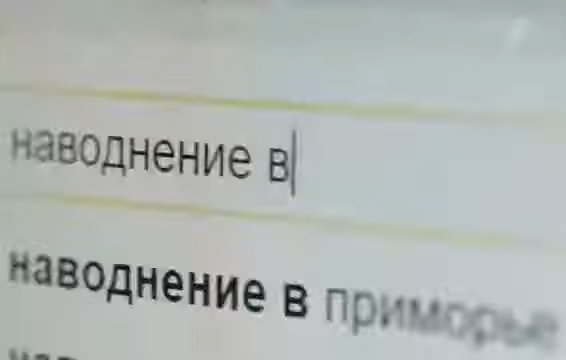 наводнение в
наводнение в приморье